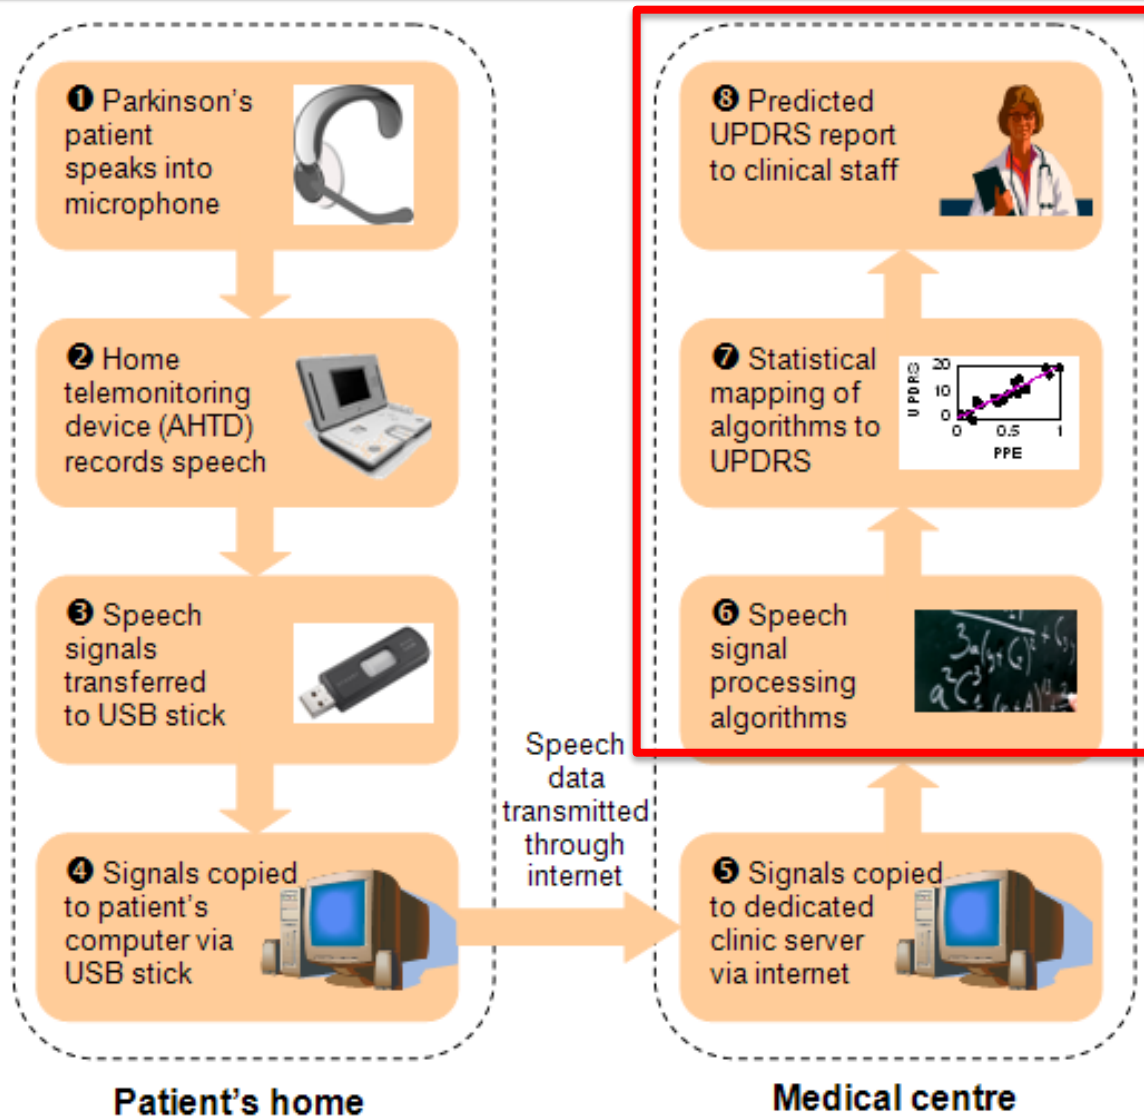 ❶ Parkinson's
patient
speaks into
microphone
❷ Home
telemonitoring
device (AHTD)
records speech
❸ Speech
signals
transferred
to USB stick
❹ Signals copied
to patient's
computer via
USB stick
Patient's home
Speech
data
transmitted
through
internet
❺ Signals copied
to dedicated
clinic server
via internet
❻ Speech
signal
processing
algorithms
❼ Statistical
mapping of
algorithms to
UPDRS
UPDRS
20
10
0
0 0.5 1
PPE
❽ Predicted
UPDRS report
to clinical staff
Medical centre